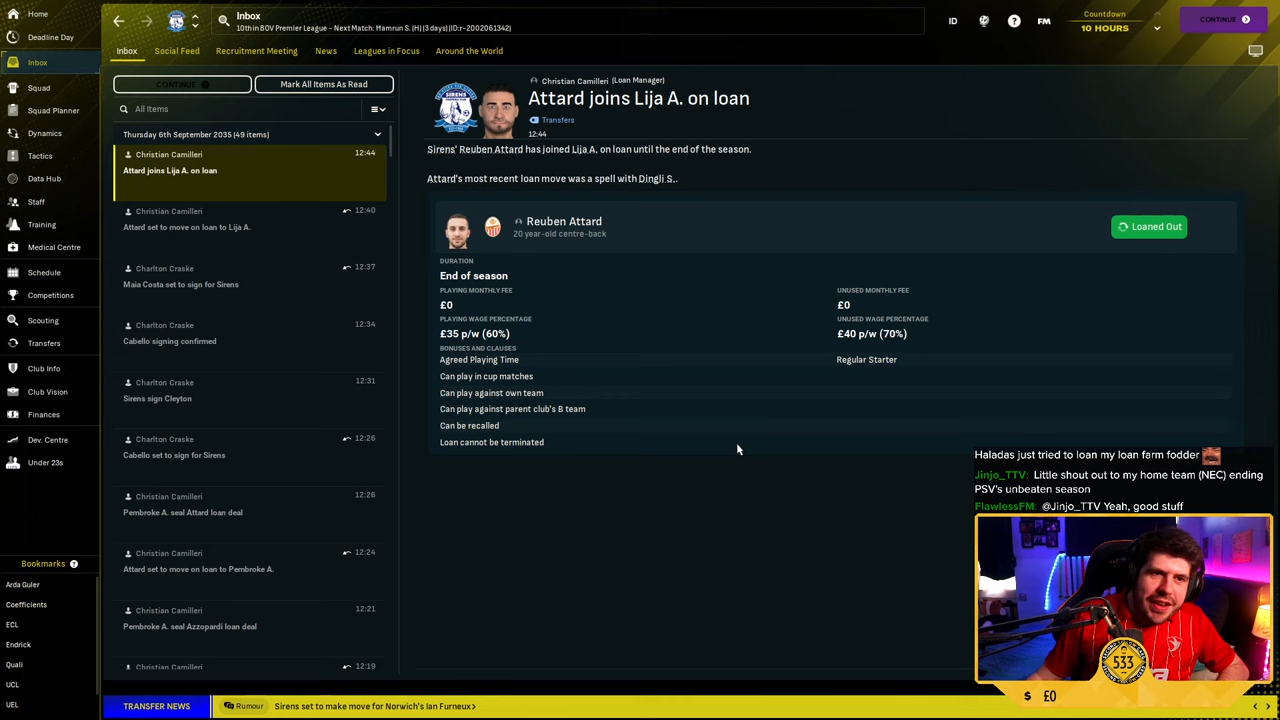 Home
Deadline Day
Inbox
Squad
Squad Planner
Dynamics
Tactics
Data Hub
Staff
Training
Medical Centre
Schedule
Competitions
Scouting
Transfers
Club Info
Club Vision
Finances
Dev. Centre
Under 23s
Bookmarks ?
Arda Guler
Coefficients
ECL
Endrick
Quali
UCL
UEL
Inbox
10th in BOV Premier League - Next Match: Mamrun S. (H) (3 days) (ID:r-2002061342)
ID ? FM
Countdown
10 HOURS
CONTINUE
Inbox Social Feed Recruitment Meeting News Leagues in Focus Around the World
CONTINUE
Mark All Items As Read
All Items
Thursday 6th September 2035 (49 items)
Christian Camilleri 12:44
Attard joins Lija A. on loan
Christian Camilleri 12:40
Attard set to move on loan to Lija A.
Charlton Craske 12:37
Maia Costa set to sign for Sirens
Charlton Craske 12:34
Cabello signing confirmed
Charlton Craske 12:31
Sirens sign Cleyton
Charlton Craske 12:26
Cabello set to sign for Sirens
Christian Camilleri 12:26
Pembroke A. seal Attard loan deal
Christian Camilleri 12:24
Attard set to move on loan to Pembroke A.
Christian Camilleri 12:21
Pembroke A. seal Azzopardi loan deal
Christian Camilleri 12:19
SIRENS
Christian Camilleri (Loan Manager)
Attard joins Lija A. on loan
Transfers
12:44
Sirens' Reuben Attard has joined Lija A. on loan until the end of the season.
Attard's most recent loan move was a spell with Dingli S..
Reuben Attard
20 year-old centre-back
Loaned Out
DURATION
End of season
PLAYING MONTHLY FEE UNUSED MONTHLY FEE
£0 £0
PLAYING WAGE PERCENTAGE UNUSED WAGE PERCENTAGE
£35 p/w (60%) £40 p/w (70%)
BONUSES AND CLAUSES
Agreed Playing Time Regular Starter
Can play in cup matches
Can play against own team
Can play against parent club's B team
Can be recalled
Loan cannot be terminated
Haladas just tried to loan my loan farm fodder
Jinjo_TTV: Little shout out to my home team (NEC) ending
PSV's unbeaten season
FlawlessFM: @Jinjo_TTV Yeah, good stuff
533
$ £0
TRANSFER NEWS
Rumour
Sirens set to make move for Norwich's Ian Furneux>